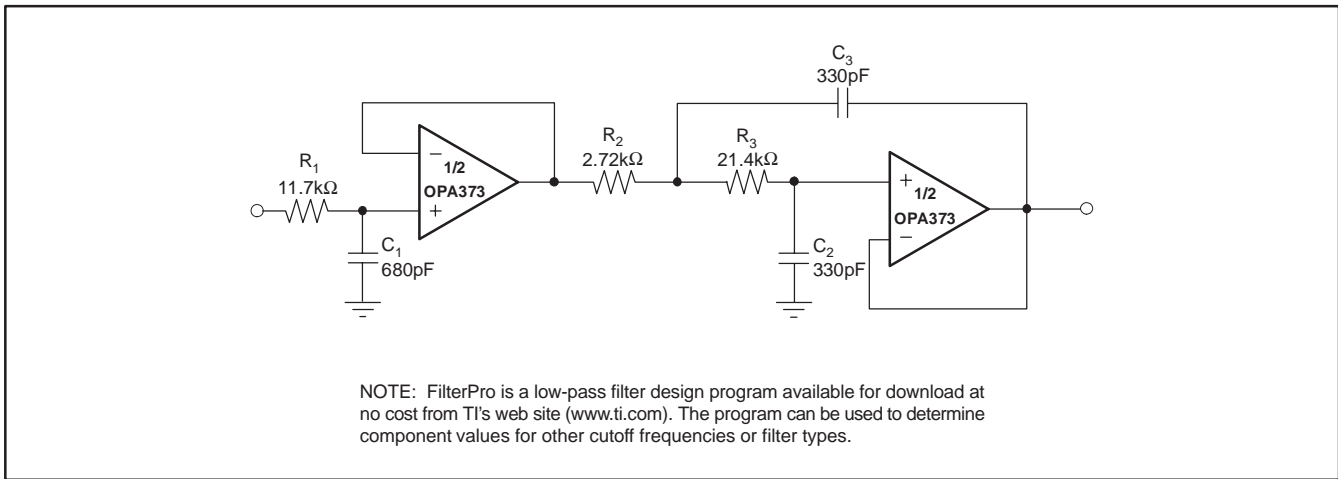 C3
330pF
R1
11.7kΩ
−
1/2
OPA373
+
C1
680pF
R2
2.72kΩ
R3
21.4kΩ
C2
330pF
+
1/2
OPA373
−
NOTE: FilterPro is a low-pass filter design program available for download at
no cost from TI's web site (www.ti.com). The program can be used to determine
component values for other cutoff frequencies or filter types.